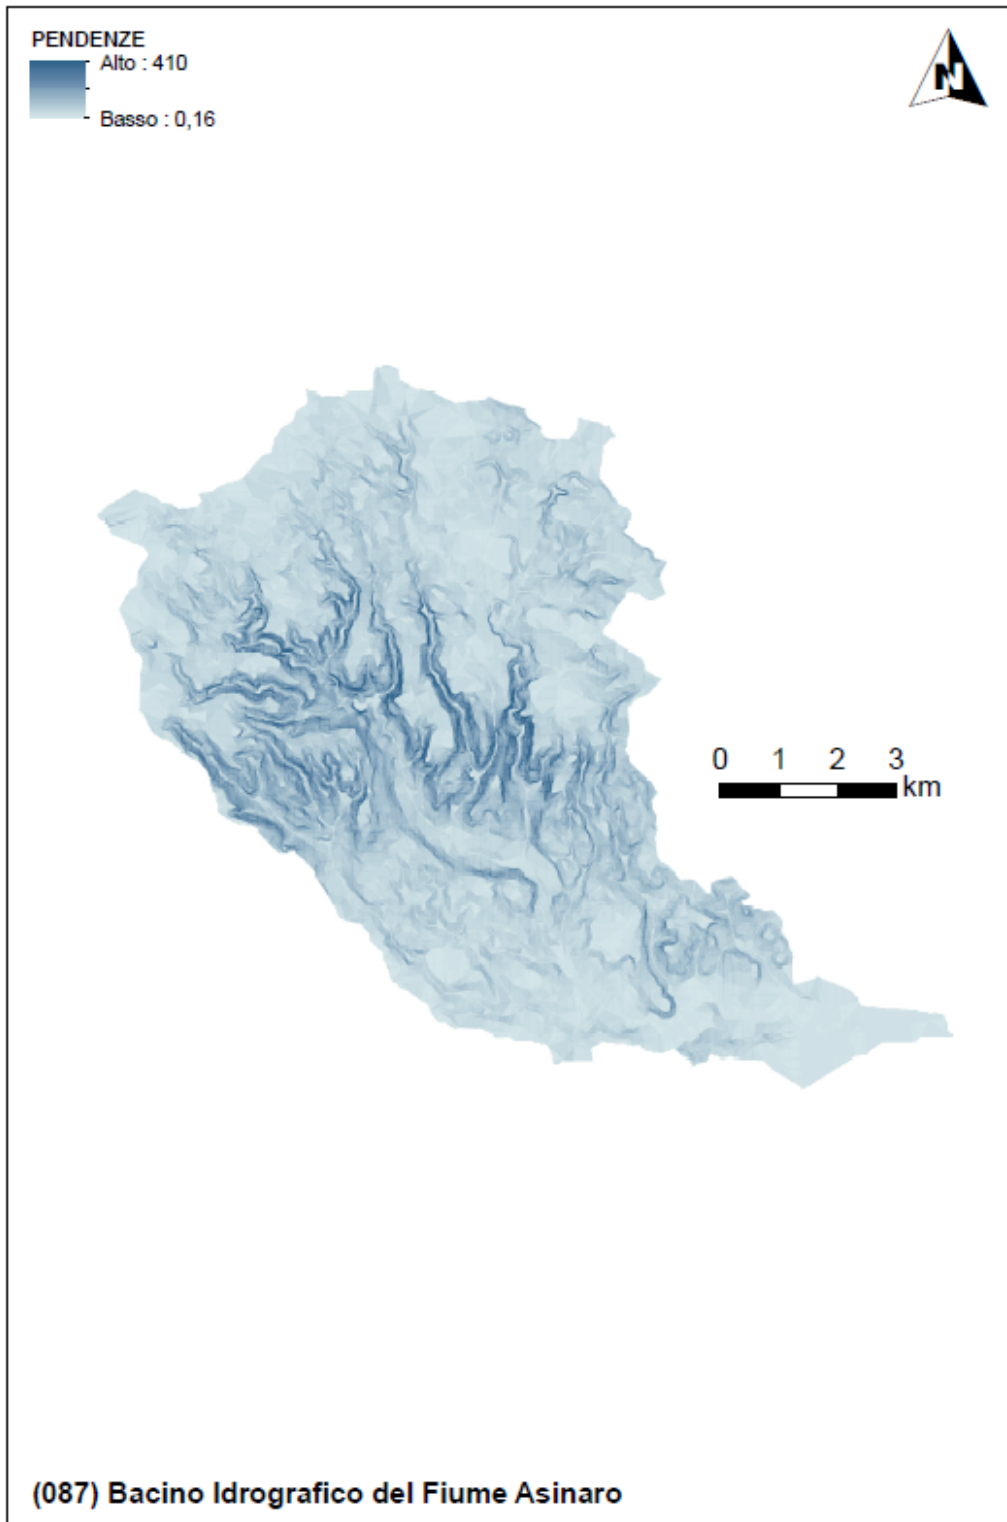 PENDENZE
Alto : 410
Basso : 0,16
N
0 1 2 3
km
(087) Bacino Idrografico del Fiume Asinaro